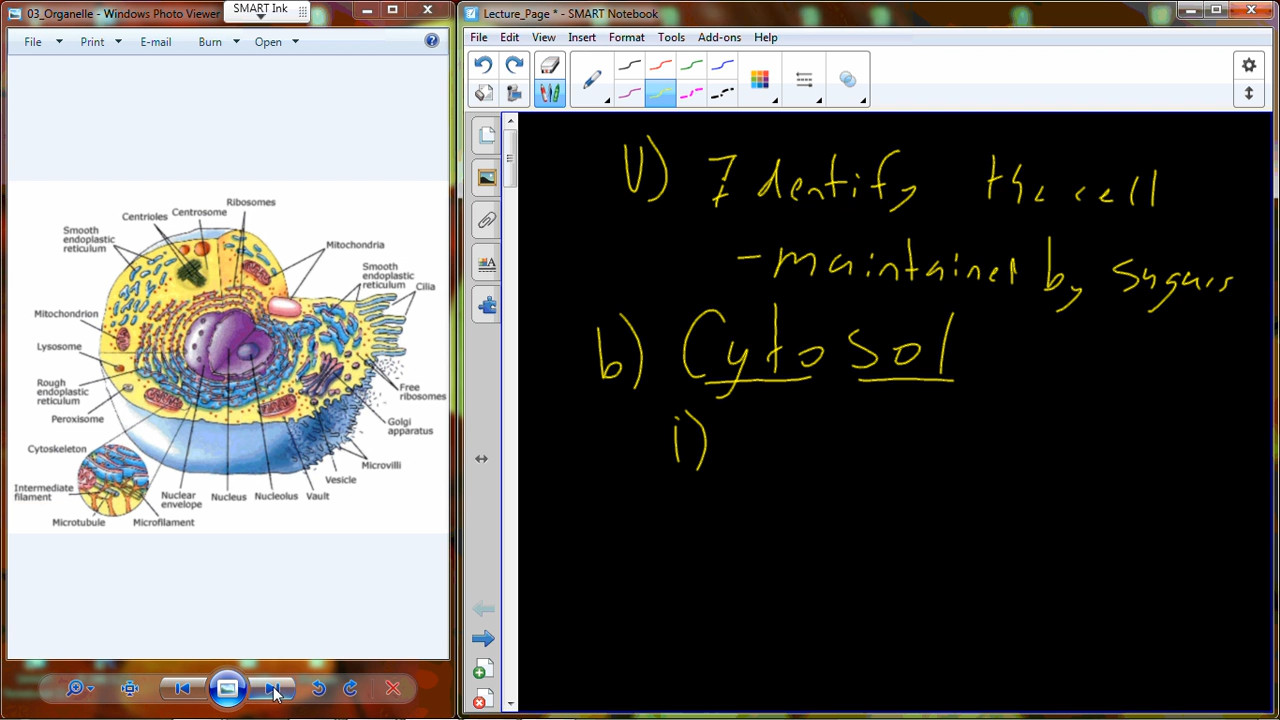 03_Organelle - Windows Photo Viewer
SMART Ink
File Print E-mail Burn Open
Ribosomes
Centrosome
Centrioles
Smooth
endoplastic
reticulum
Mitochondria
Smooth
endoplastic
reticulum
Cilia
Mitochondrion
Lysosome
Rough
endoplastic
reticulum
Peroxisome
Cytoskeleton
Intermediate
filament
Microtubule
Microfilament
Nuclear
envelope
Nucleus
Nucleolus
Vault
Vesicle
Microvilli
Golgi
apparatus
Free
ribosomes
Lecture_Page * - SMART Notebook
File Edit View Insert Format Tools Add-ons Help
V) Identify the cell
- maintained by sugars
b) Cytosol
i)